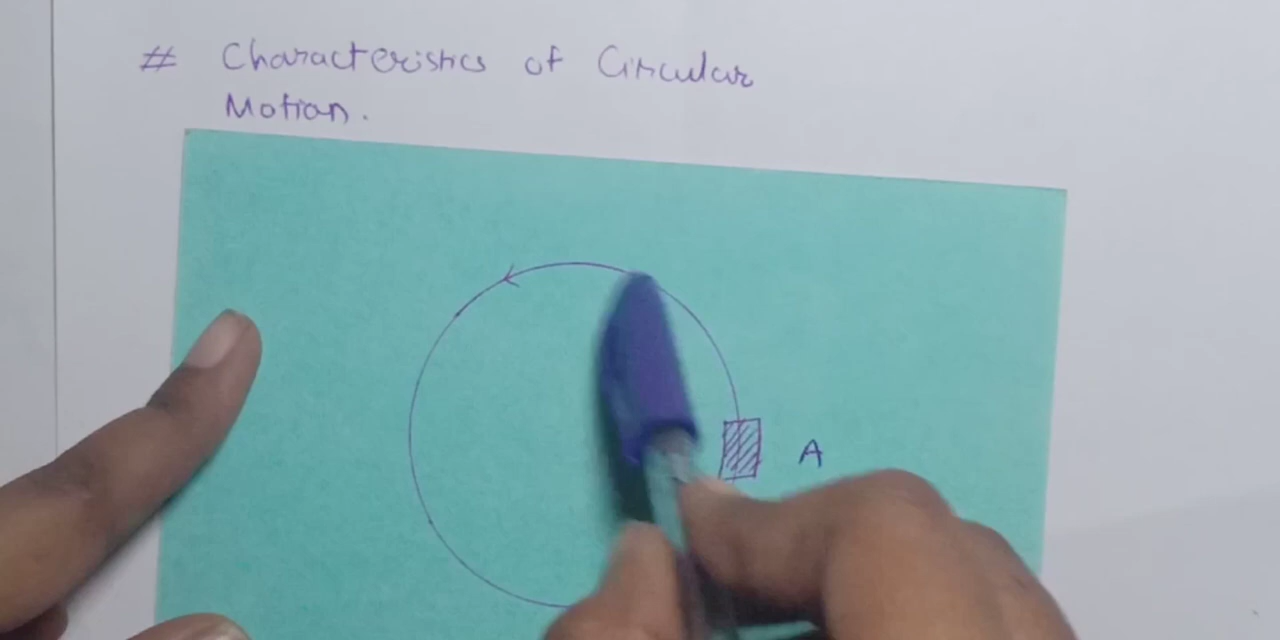 # Characteristics of Circular
Motion.
A